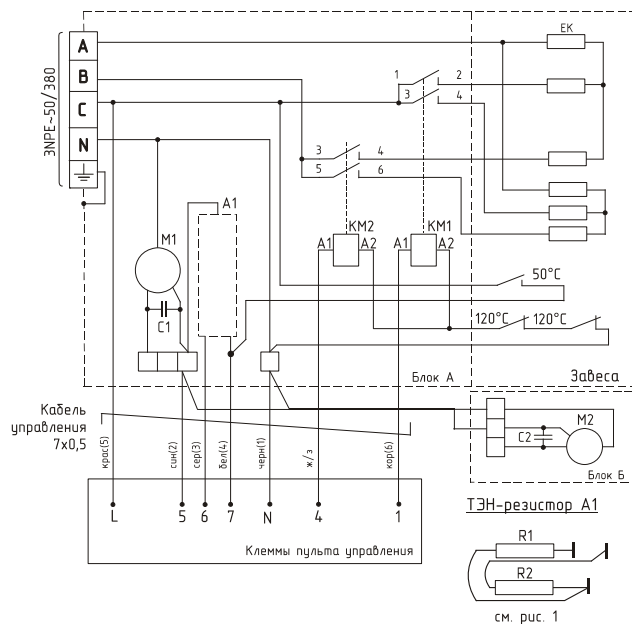 3NPE~50/380
A
B
C
N
EK
1
2
3
4
3
4
5
6
A1
M1
C1
KM2
KM1
A1
A2
A1
A2
50°C
120°C
120°C
Блок А
Завеса
Кабель
управления
7x0,5
крас(5)
син(2)
сер(3)
бел(4)
черн(1)
ж/з
кор(6)
C2
M2
Блок Б
L
5
6
7
N
4
1
Клеммы пульта управления
ТЭН-резистор А1
R1
R2
см. рис. 1